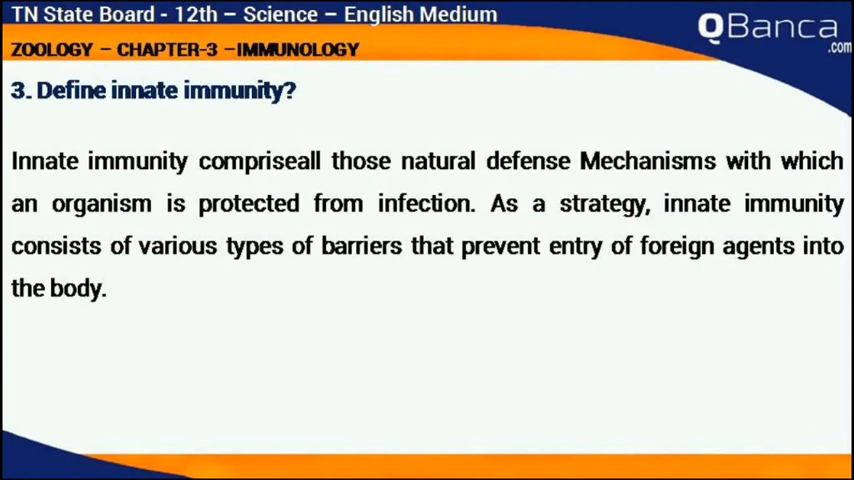 TN State Board - 12th – Science – English Medium
QBanca
.com
ZOOLOGY – CHAPTER-3 –IMMUNOLOGY
3. Define innate immunity?
Innate immunity compriseall those natural defense Mechanisms with which
an organism is protected from infection. As a strategy, innate immunity
consists of various types of barriers that prevent entry of foreign agents into
the body.